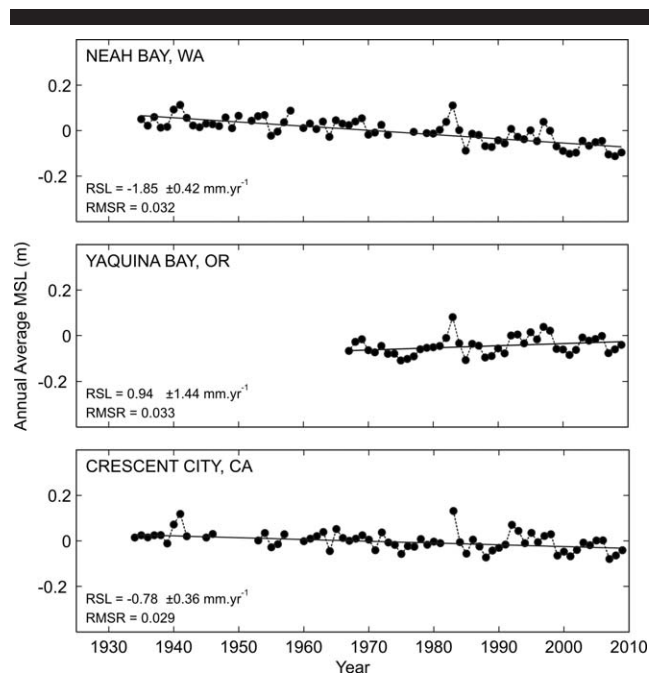 NEAH BAY, WA
0.2
0
-0.2
RSL = -1.85 ±0.42 mm.yr-1
RMSR = 0.032
YAQUINA BAY, OR
0.2
0
-0.2
RSL = 0.94 ±1.44 mm.yr-1
RMSR = 0.033
CRESCENT CITY, CA
0.2
0
-0.2
RSL = -0.78 ±0.36 mm.yr-1
RMSR = 0.029
Annual Average MSL (m)
1930 1940 1950 1960 1970 1980 1990 2000 2009
Year